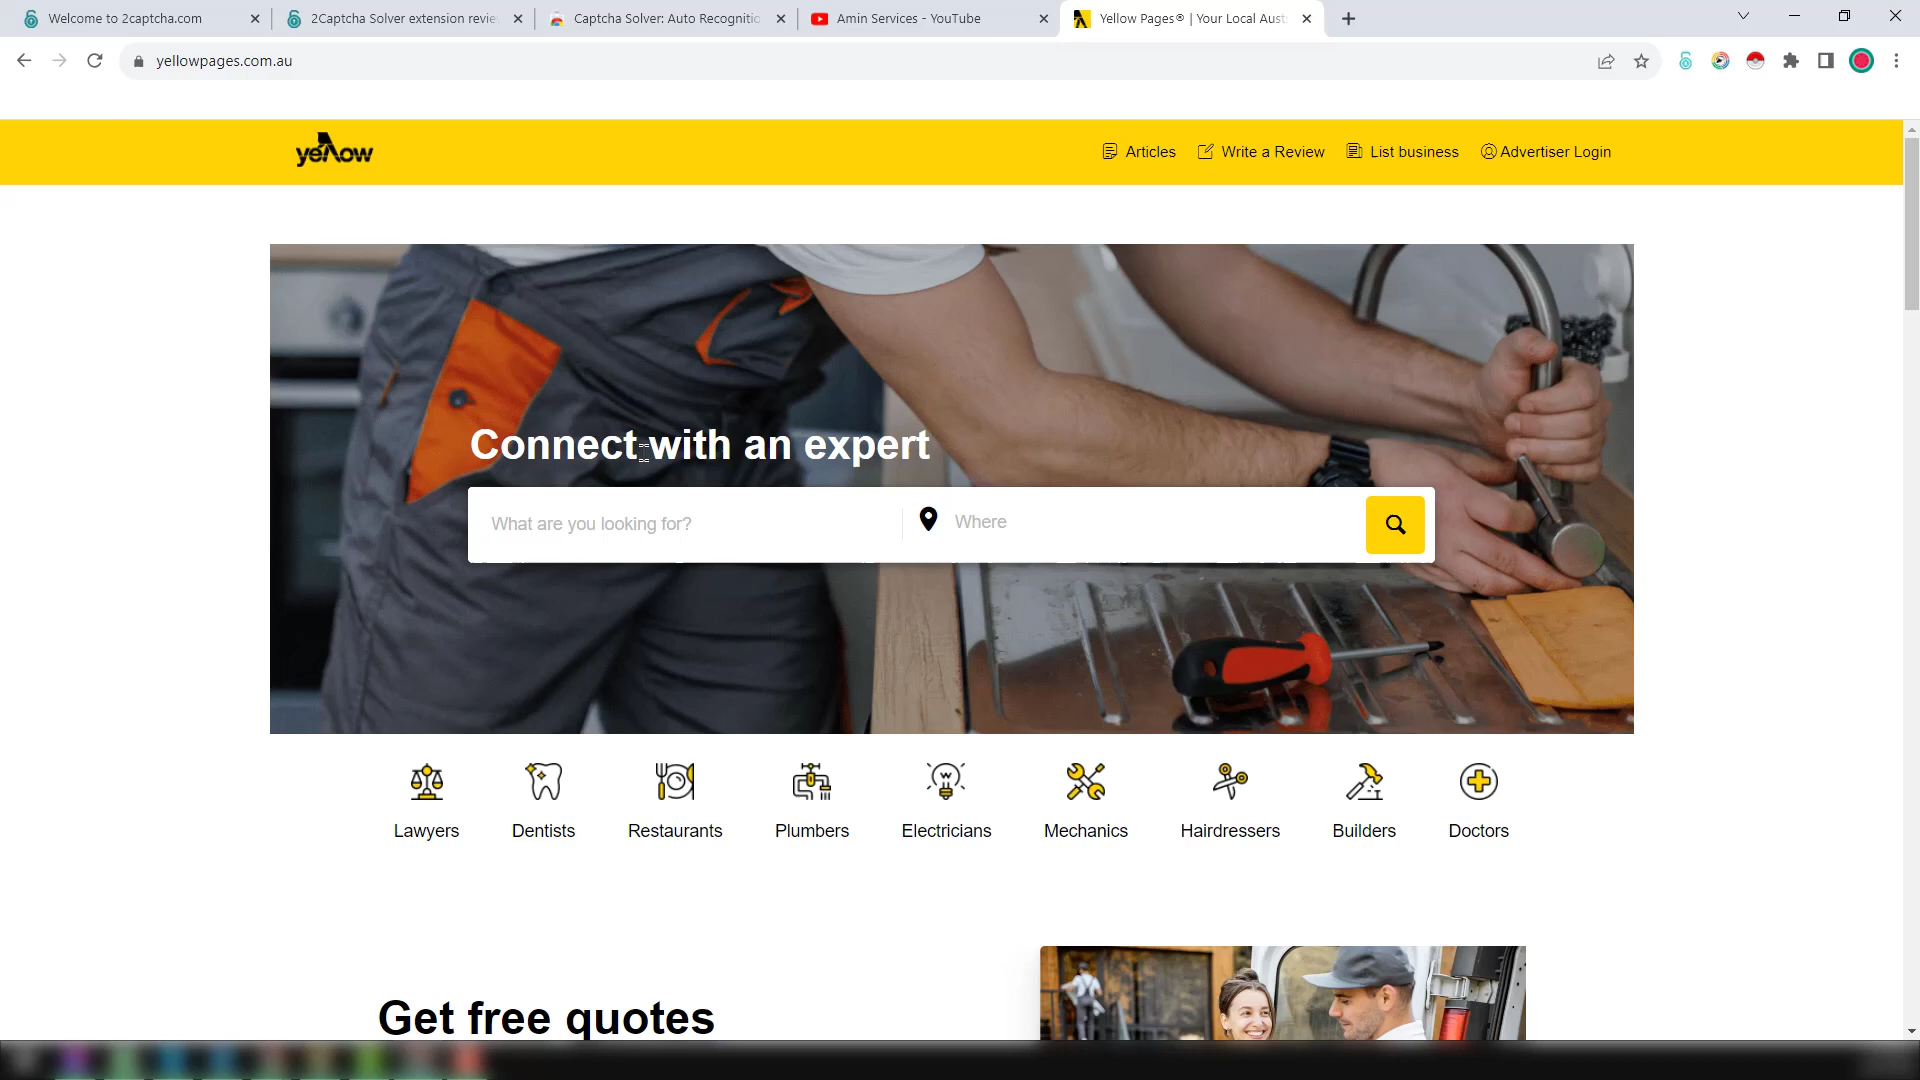 Welcome to 2captcha.com
2Captcha Solver extension revie
Captcha Solver: Auto Recognitio
Amin Services - YouTube
Yellow Pages® | Your Local Aust
yellowpages.com.au
yellow
Articles
Write a Review
List business
Advertiser Login
Connect with an expert
What are you looking for?
Where
Lawyers
Dentists
Restaurants
Plumbers
Electricians
Mechanics
Hairdressers
Builders
Doctors
Get free quotes